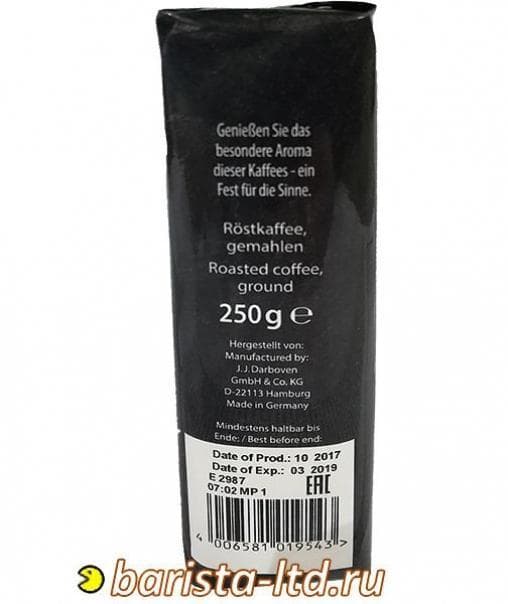 Genießen Sie das
besondere Aroma
dieser Kaffees - ein
Fest für die Sinne.
Röstkaffee,
gemahlen
Roasted coffee,
ground
250 g ℮
Hergestellt von:
Manufactured by:
J. J. Darboven
GmbH & Co. KG
D-22113 Hamburg
Made in Germany
Mindestens haltbar bis
Ende: / Best before end:
Date of Prod.: 10 2017
Date of Exp.: 03 2019
E 2987
07:02 MP 1
EAC
4 006581 019543 >
barista-ltd.ru